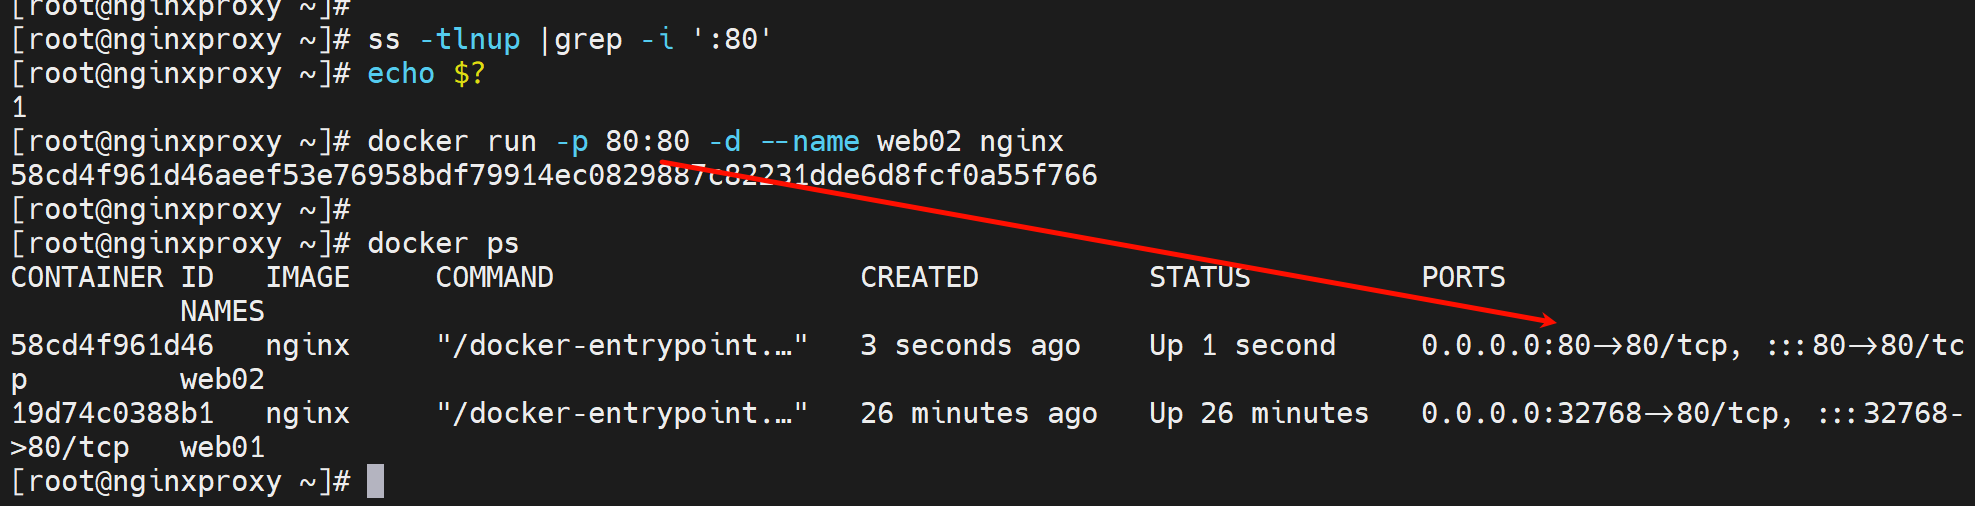 [root@nginxproxy ~]#
[root@nginxproxy ~]# ss -tlnup |grep -i ':80'
[root@nginxproxy ~]# echo $?
1
[root@nginxproxy ~]# docker run -p 80:80 -d --name web02 nginx
58cd4f961d46aeef53e76958bdf79914ec0829887c82231dde6d8fcf0a55f766
[root@nginxproxy ~]#
[root@nginxproxy ~]# docker ps
CONTAINER ID   IMAGE     COMMAND                  CREATED          STATUS          PORTS
          NAMES
58cd4f961d46   nginx     "/docker-entrypoint.…"   3 seconds ago    Up 1 second     0.0.0.0:80->80/tcp, :::80->80/tc
p         web02
19d74c0388b1   nginx     "/docker-entrypoint.…"   26 minutes ago   Up 26 minutes   0.0.0.0:32768->80/tcp, :::32768-
>80/tcp   web01
[root@nginxproxy ~]#